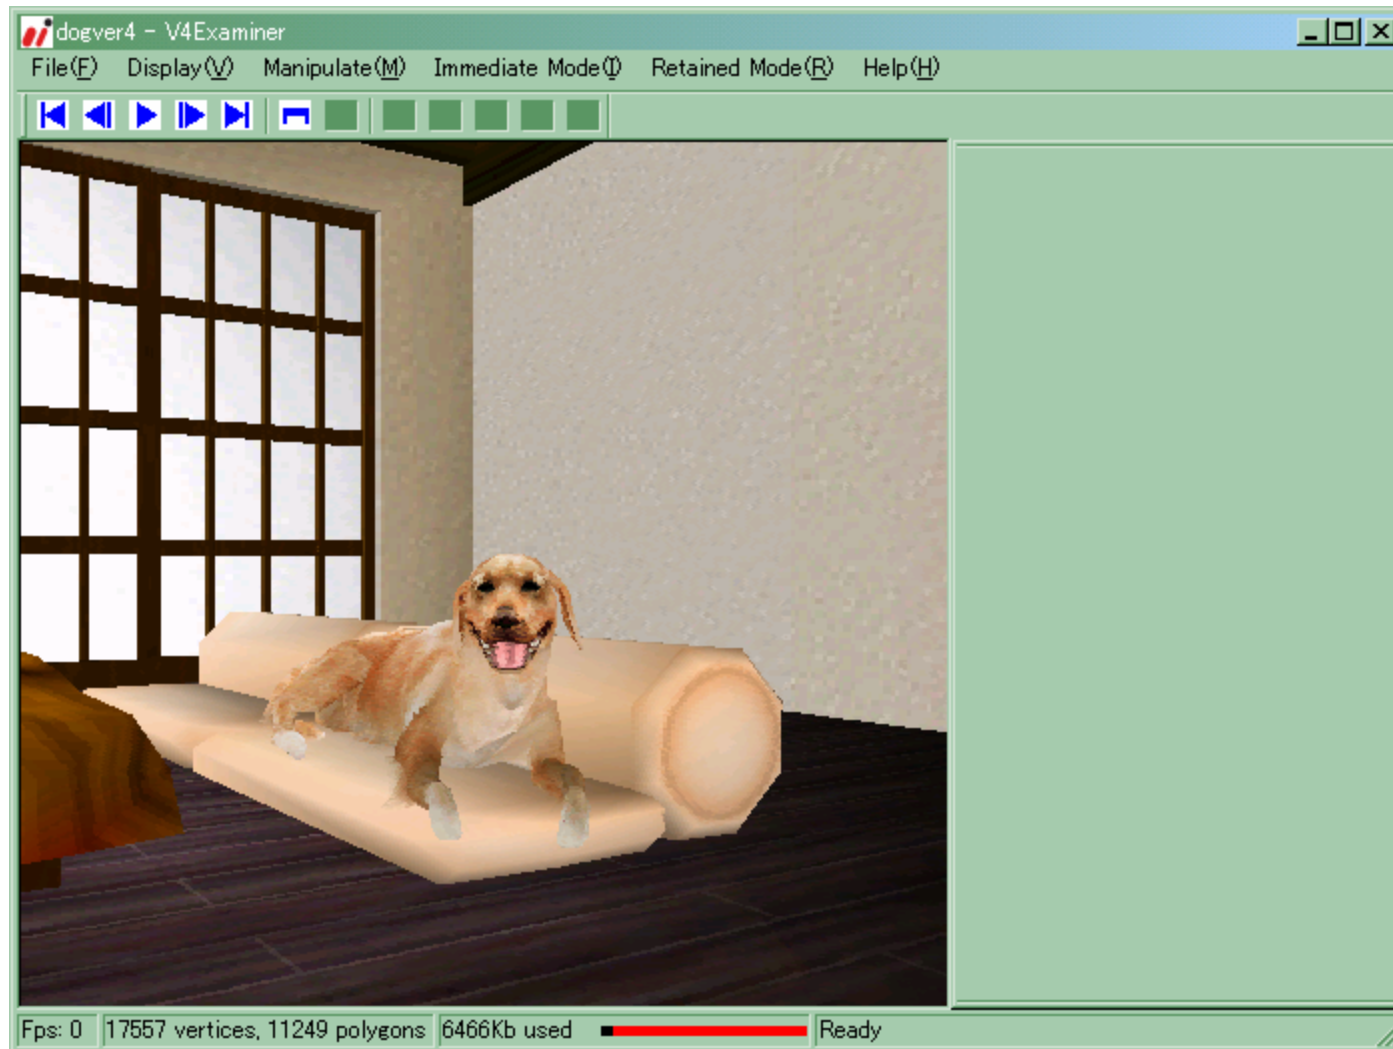 dogver4 - V4Examiner
File(F) Display(V) Manipulate(M) Immediate Mode(I) Retained Mode(R) Help(H)
Fps: 0 17557 vertices, 11249 polygons 6466Kb used Ready